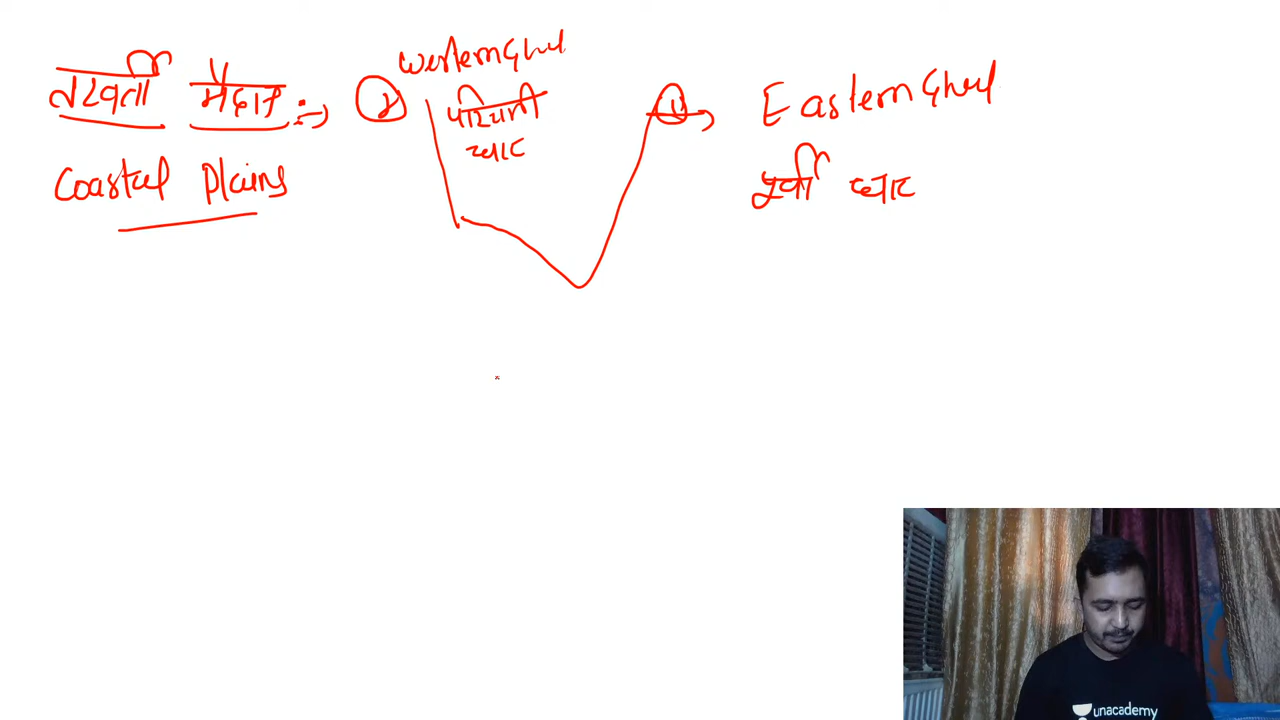 तटवर्ती मैदान :->
Coastal Plains
Western Ghat
पश्चिमी
घाट
Eastern Ghat
पूर्वी घाट
unacademy